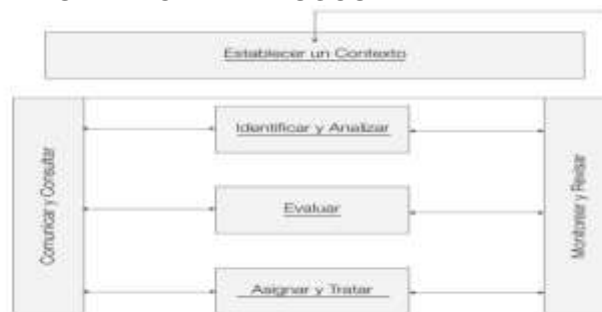 Establecer un Contexto
Comunicar y Consultar
Identificar y Analizar
Evaluar
Asignar y Tratar
Monitorear y Revisar